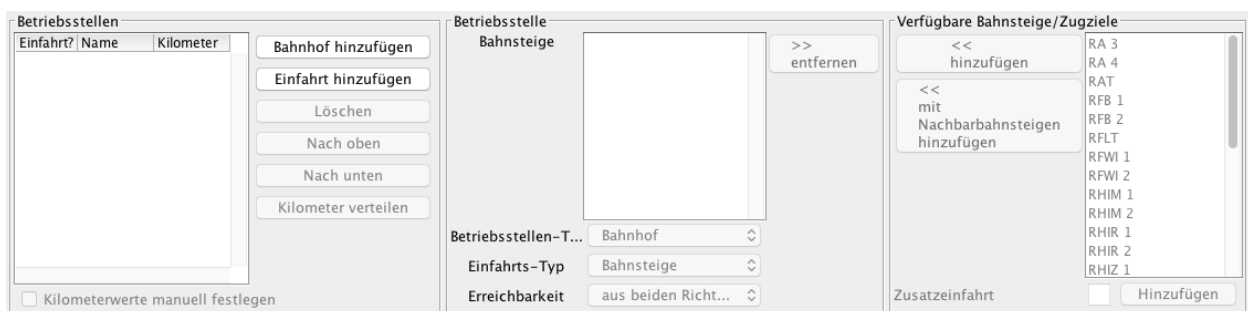 Betriebsstellen
Einfahrt? Name Kilometer
Bahnhof hinzufügen
Einfahrt hinzufügen
Löschen
Nach oben
Nach unten
Kilometer verteilen
Kilometerwerte manuell festlegen
Betriebsstelle
Bahnsteige
>>
entfernen
Betriebsstellen-T... Bahnhof
Einfahrts-Typ Bahnsteige
Erreichbarkeit aus beiden Richt...
Verfügbare Bahnsteige/Zugziele
<<
hinzufügen
<<
mit
Nachbarbahnsteigen
hinzufügen
RA 3
RA 4
RAT
RFB 1
RFB 2
RFLT
RFWI 1
RFWI 2
RHIM 1
RHIM 2
RHIR 1
RHIR 2
RHIZ 1
Zusatzeinfahrt Hinzufügen